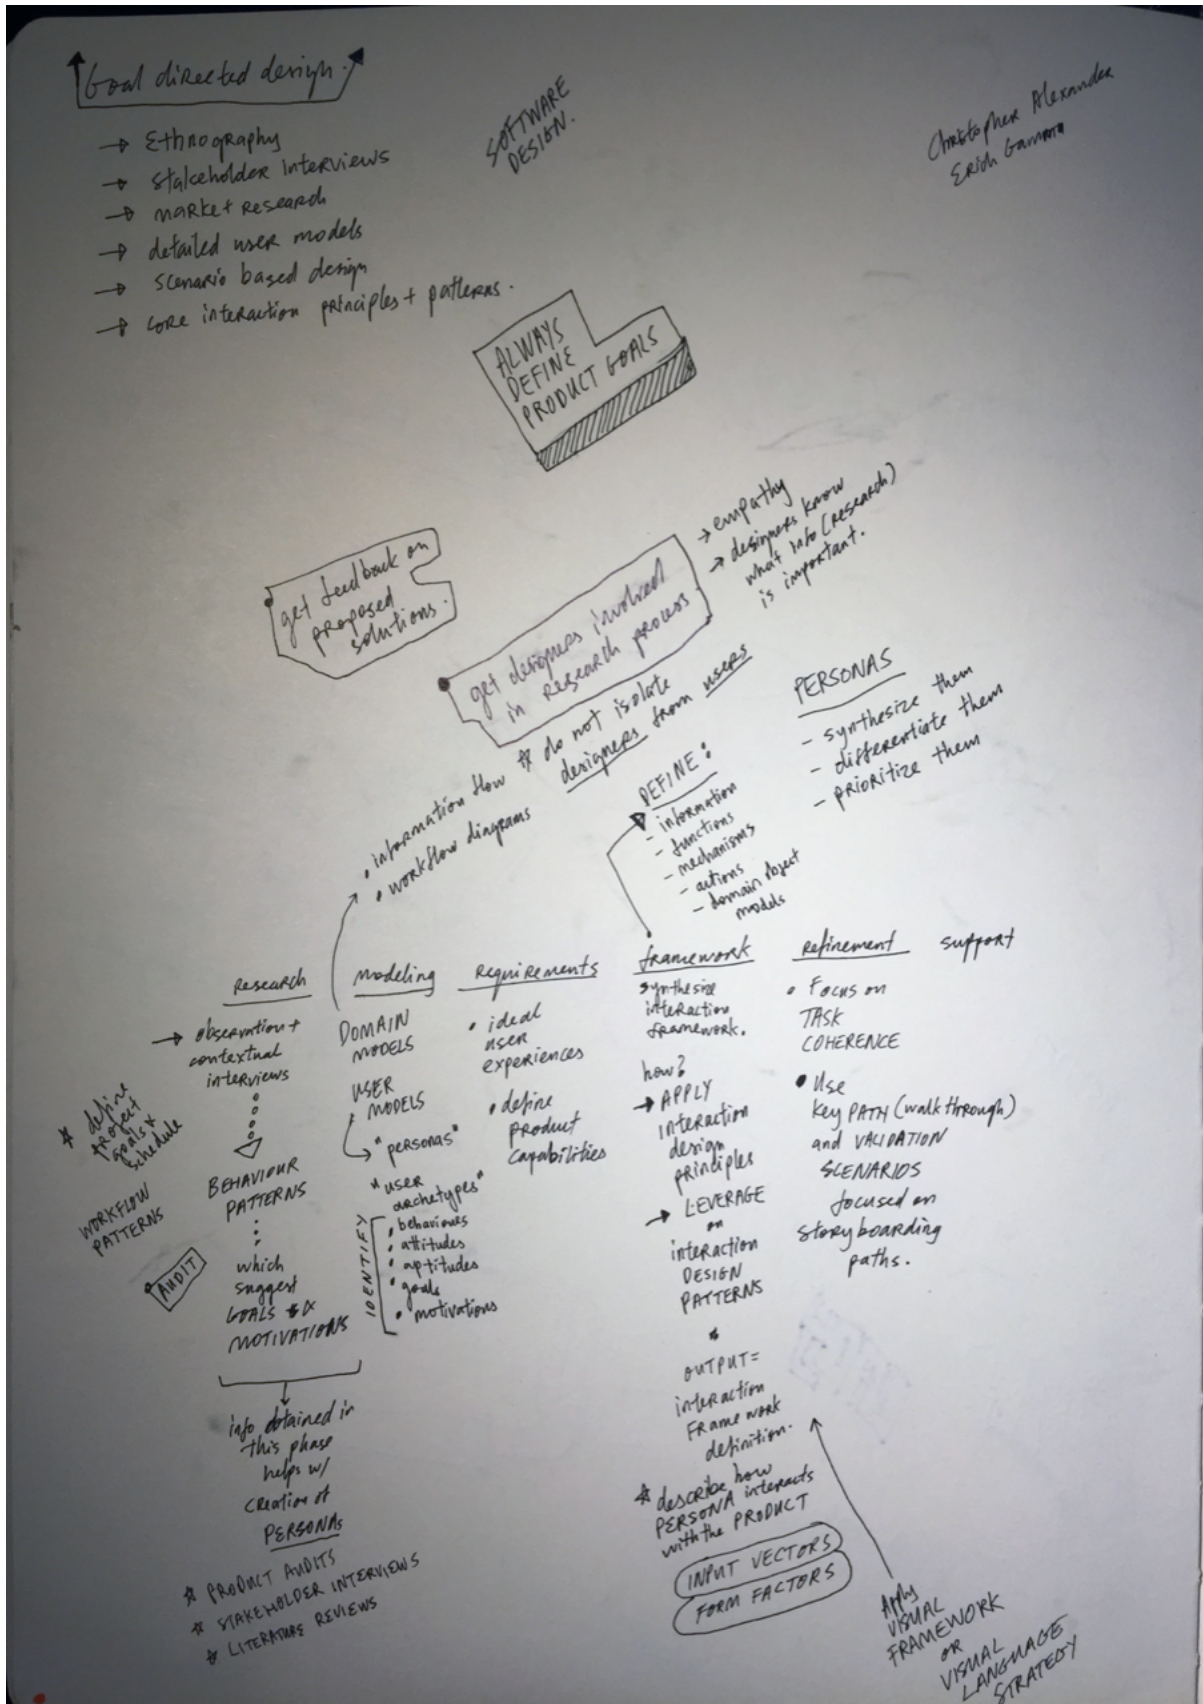 Goal directed design.
→ Ethnography
→ stakeholder interviews
→ market research
→ detailed user models
→ scenario based design
→ core interaction principles + patterns.
SOFTWARE
DESIGN.
Christopher Alexander
Erich Gamma
ALWAYS
DEFINE
PRODUCT GOALS
get feedback on
proposed
solutions.
get designers involved
in research process
→ empathy
→ designers know
what info (research)
is important.
☆ do not isolate
designers from users
PERSONAS
- synthesize them
- differentiate them
- prioritize them
• information flow
• workflow diagrams
DEFINE:
- information
- functions
- mechanisms
- actions
- domain object
models
research
→ observation +
contextual
interviews
BEHAVIOUR
PATTERNS
which
suggest
GOALS &
MOTIVATIONS
info obtained in
this phase
helps w/
creation of
PERSONAs
☆ PRODUCT AUDITS
☆ STAKEHOLDER INTERVIEWS
☆ LITERATURE REVIEWS
☆ define
project
goals &
schedule
WORKFLOW
PATTERNS
AUDIT
modeling
DOMAIN
MODELS
USER
MODELS
"personas"
"user
archetypes"
IDENTIFY
• behaviours
• attitudes
• aptitudes
• goals
• motivations
requirements
• ideal
user
experiences
• define
product
capabilities
framework
synthesize
interaction
framework.
how?
→ APPLY
interaction
design
principles
→ LEVERAGE
on
interaction
DESIGN
PATTERNS
OUTPUT =
interaction
Framework
definition.
☆ describe how
PERSONA interacts
with the PRODUCT
INPUT VECTORS
FORM FACTORS
refinement
• Focus on
TASK
COHERENCE
• Use
key PATH (walk through)
and VALIDATION
SCENARIOS
focused on
storyboarding
paths.
support
Apply
VISUAL
FRAMEWORK
OR
VISUAL
LANGUAGE
STRATEGY